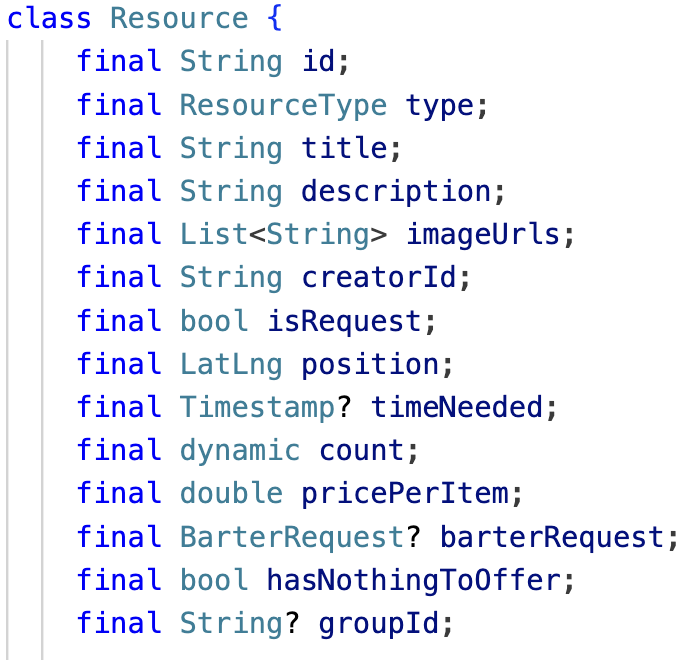 class Resource {
final String id;
final ResourceType type;
final String title;
final String description;
final List<String> imageUrls;
final String creatorId;
final bool isRequest;
final LatLng position;
final Timestamp? timeNeeded;
final dynamic count;
final double pricePerItem;
final BarterRequest? barterRequest;
final bool hasNothingToOffer;
final String? groupId;